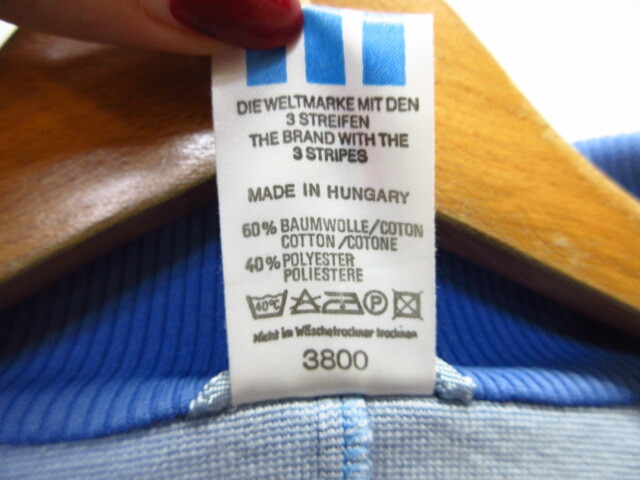 DIE WELTMARKE MIT DEN
3 STREIFEN
THE BRAND WITH THE
3 STRIPES
MADE IN HUNGARY
60% BAUMWOLLE/COTON
COTTON/COTONE
40% POLYESTER
POLIESTERE
40°C P
Nicht im Wäschetrockner trocknen
3800